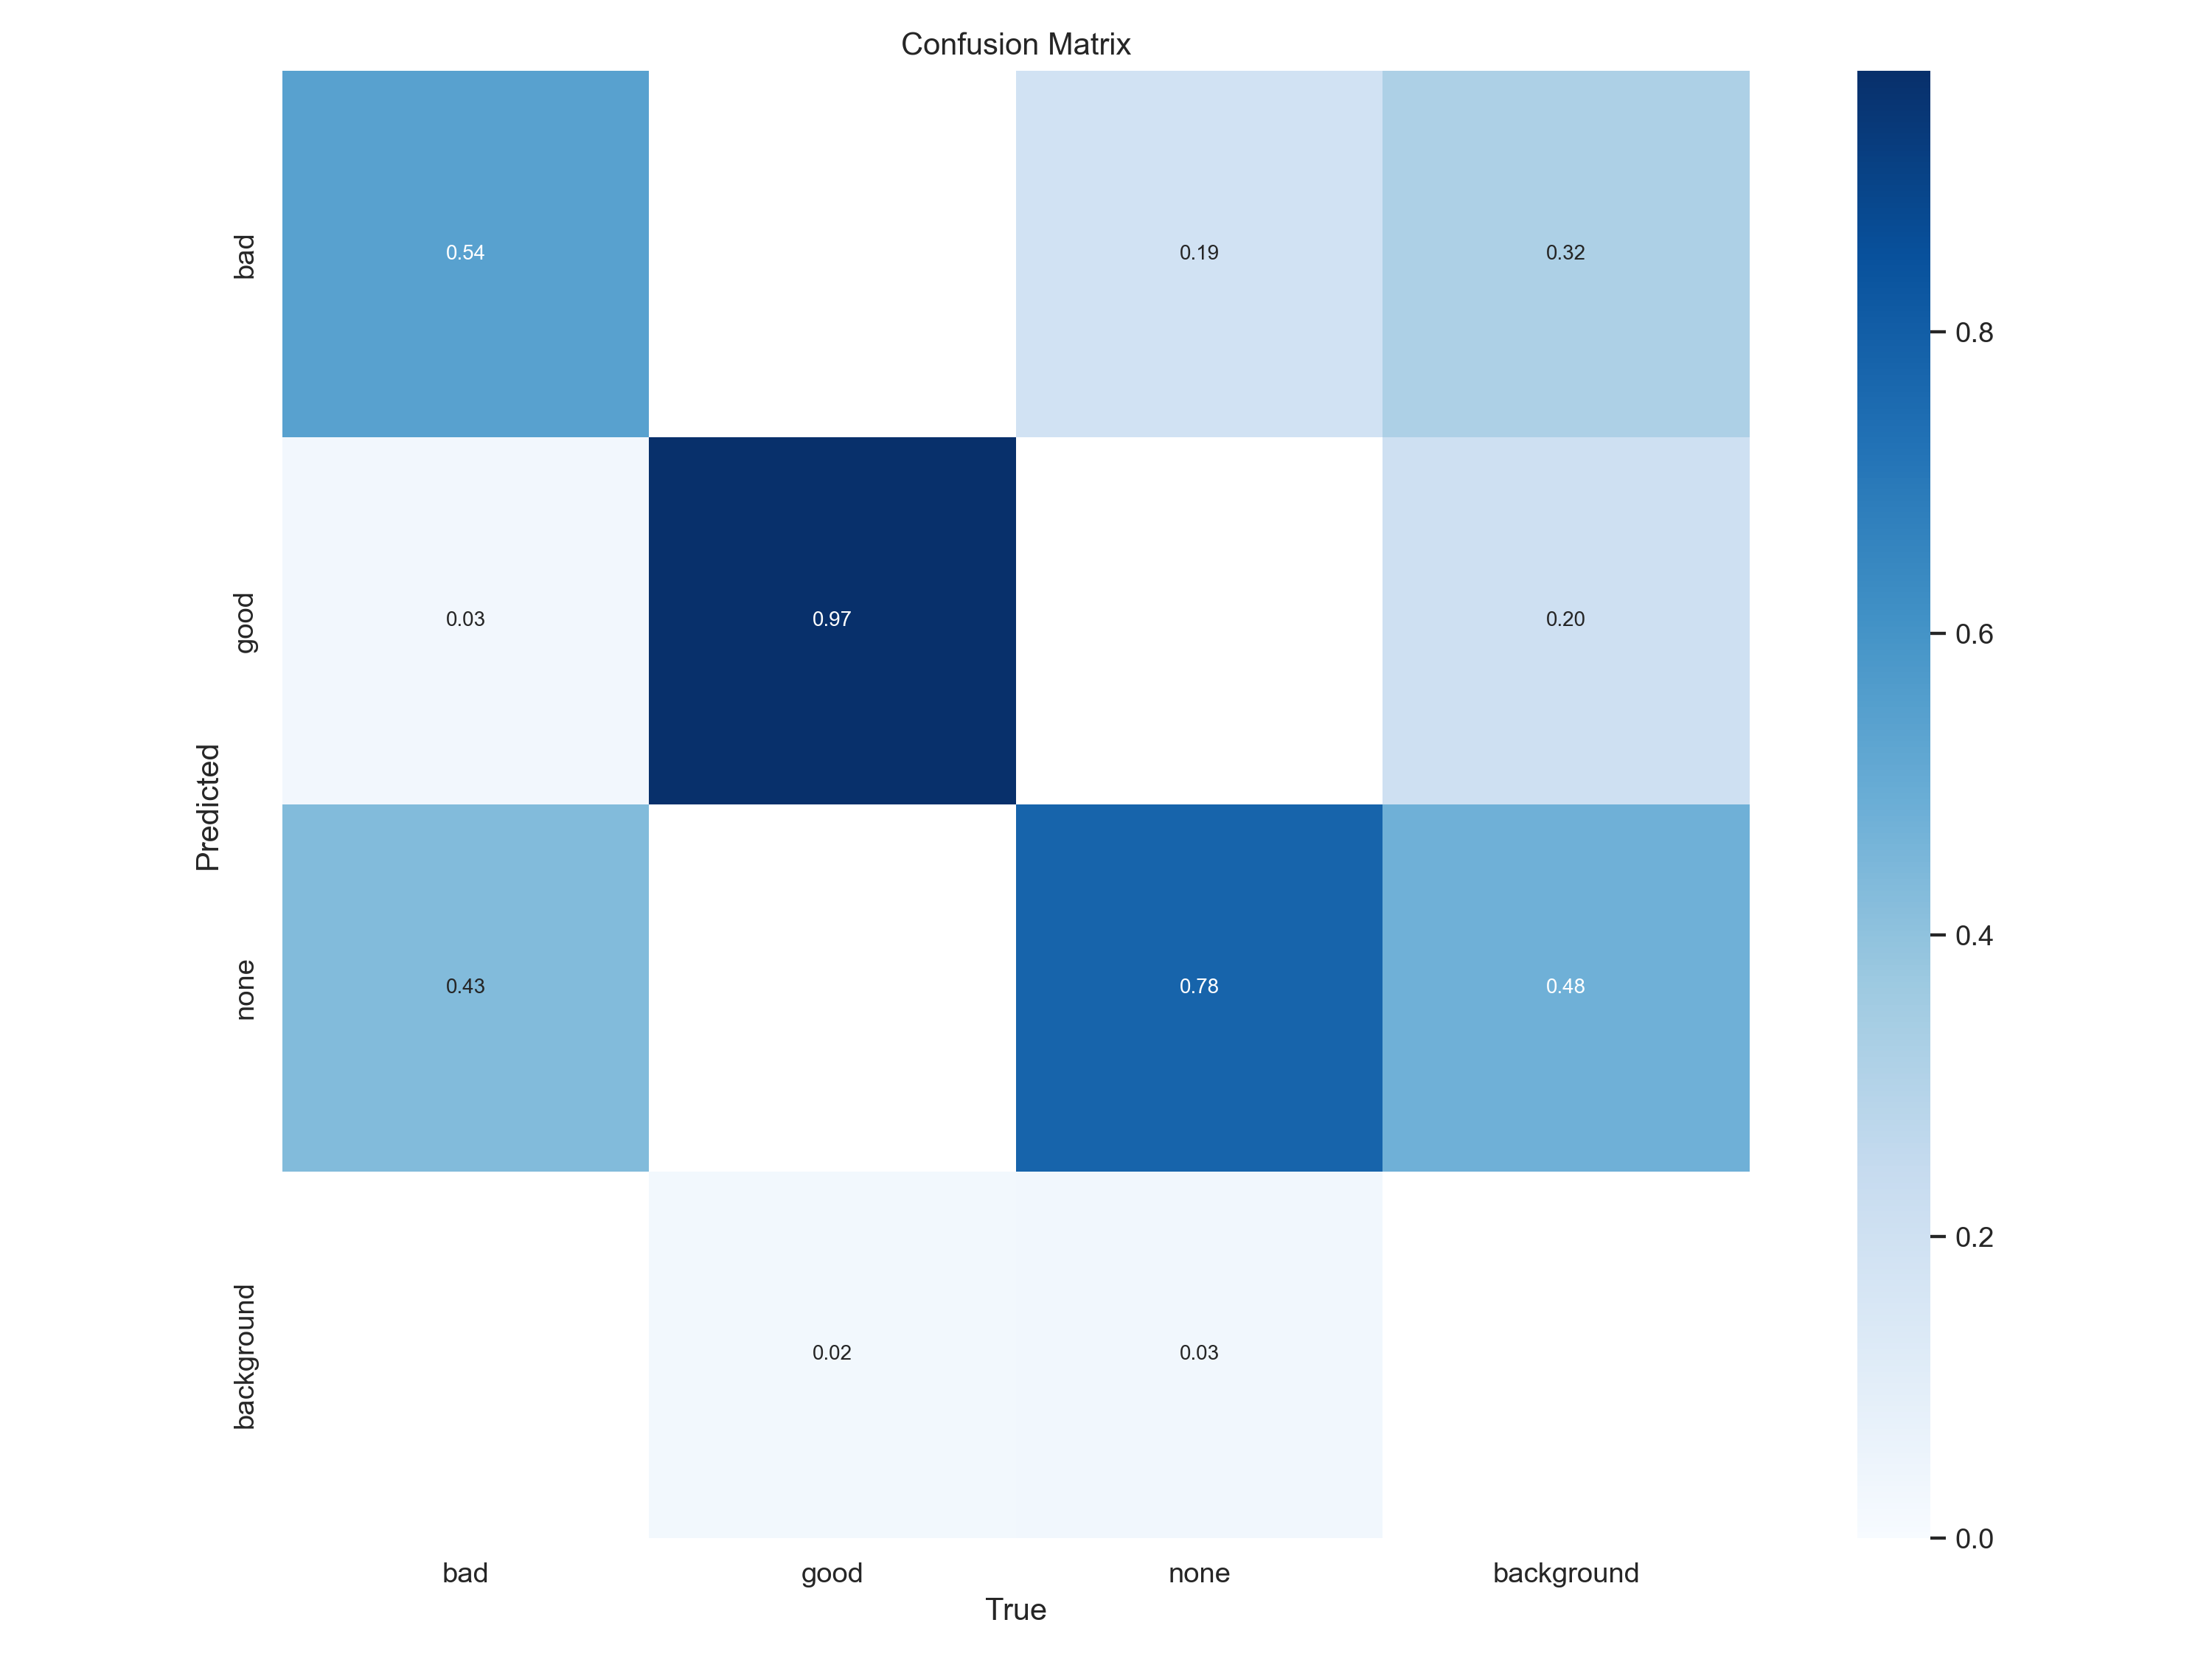 Confusion Matrix
bad
0.54
0.19
0.32
good
0.03
0.97
0.20
none
0.43
0.78
0.48
background
0.02
0.03
Predicted
bad
good
none
background
True
0.8
0.6
0.4
0.2
0.0